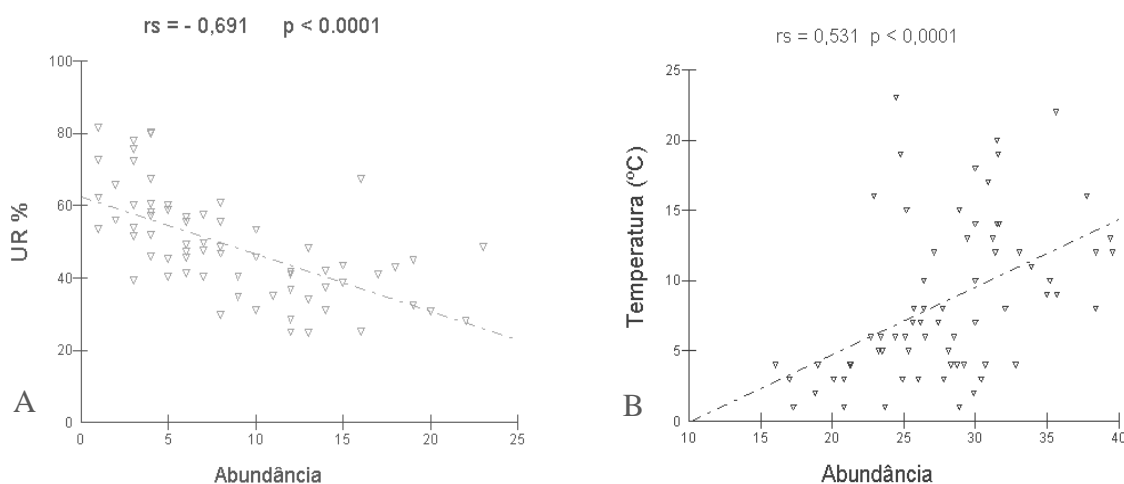 rs = - 0,691 p < 0.0001
100
80
60
40
20
0
UR %
A
0 5 10 15 20 25
Abundância
rs = 0,531 p < 0,0001
25
20
15
10
5
0
Temperatura (ºC)
B
10 15 20 25 30 35 40
Abundância